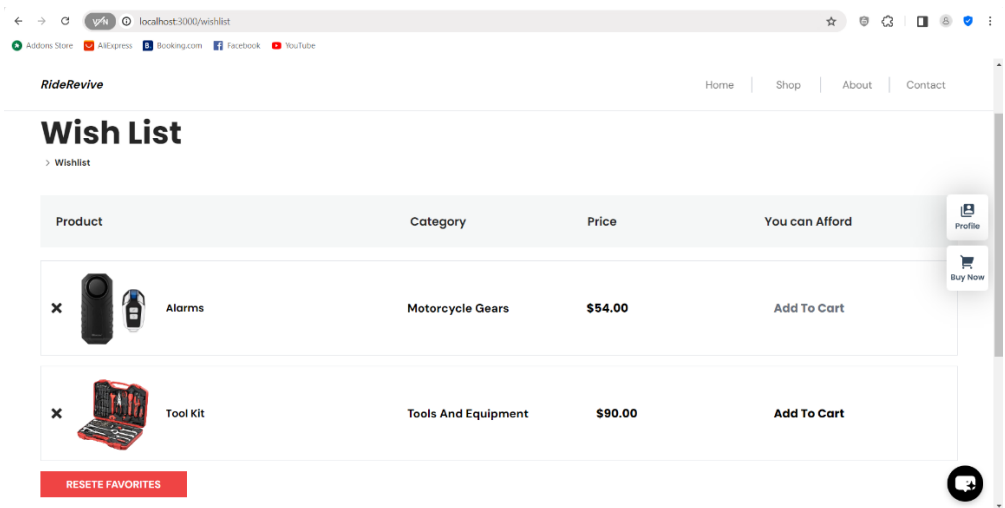 VPN localhost:3000/wishlist
Addons Store AliExpress B. Booking.com Facebook YouTube
RideRevive Home Shop About Contact
Wish List
> Wishlist
Product Category Price You can Afford
Profile
Buy Now
Alarms Motorcycle Gears $54.00 Add To Cart
Tool Kit Tools And Equipment $90.00 Add To Cart
RESETE FAVORITES